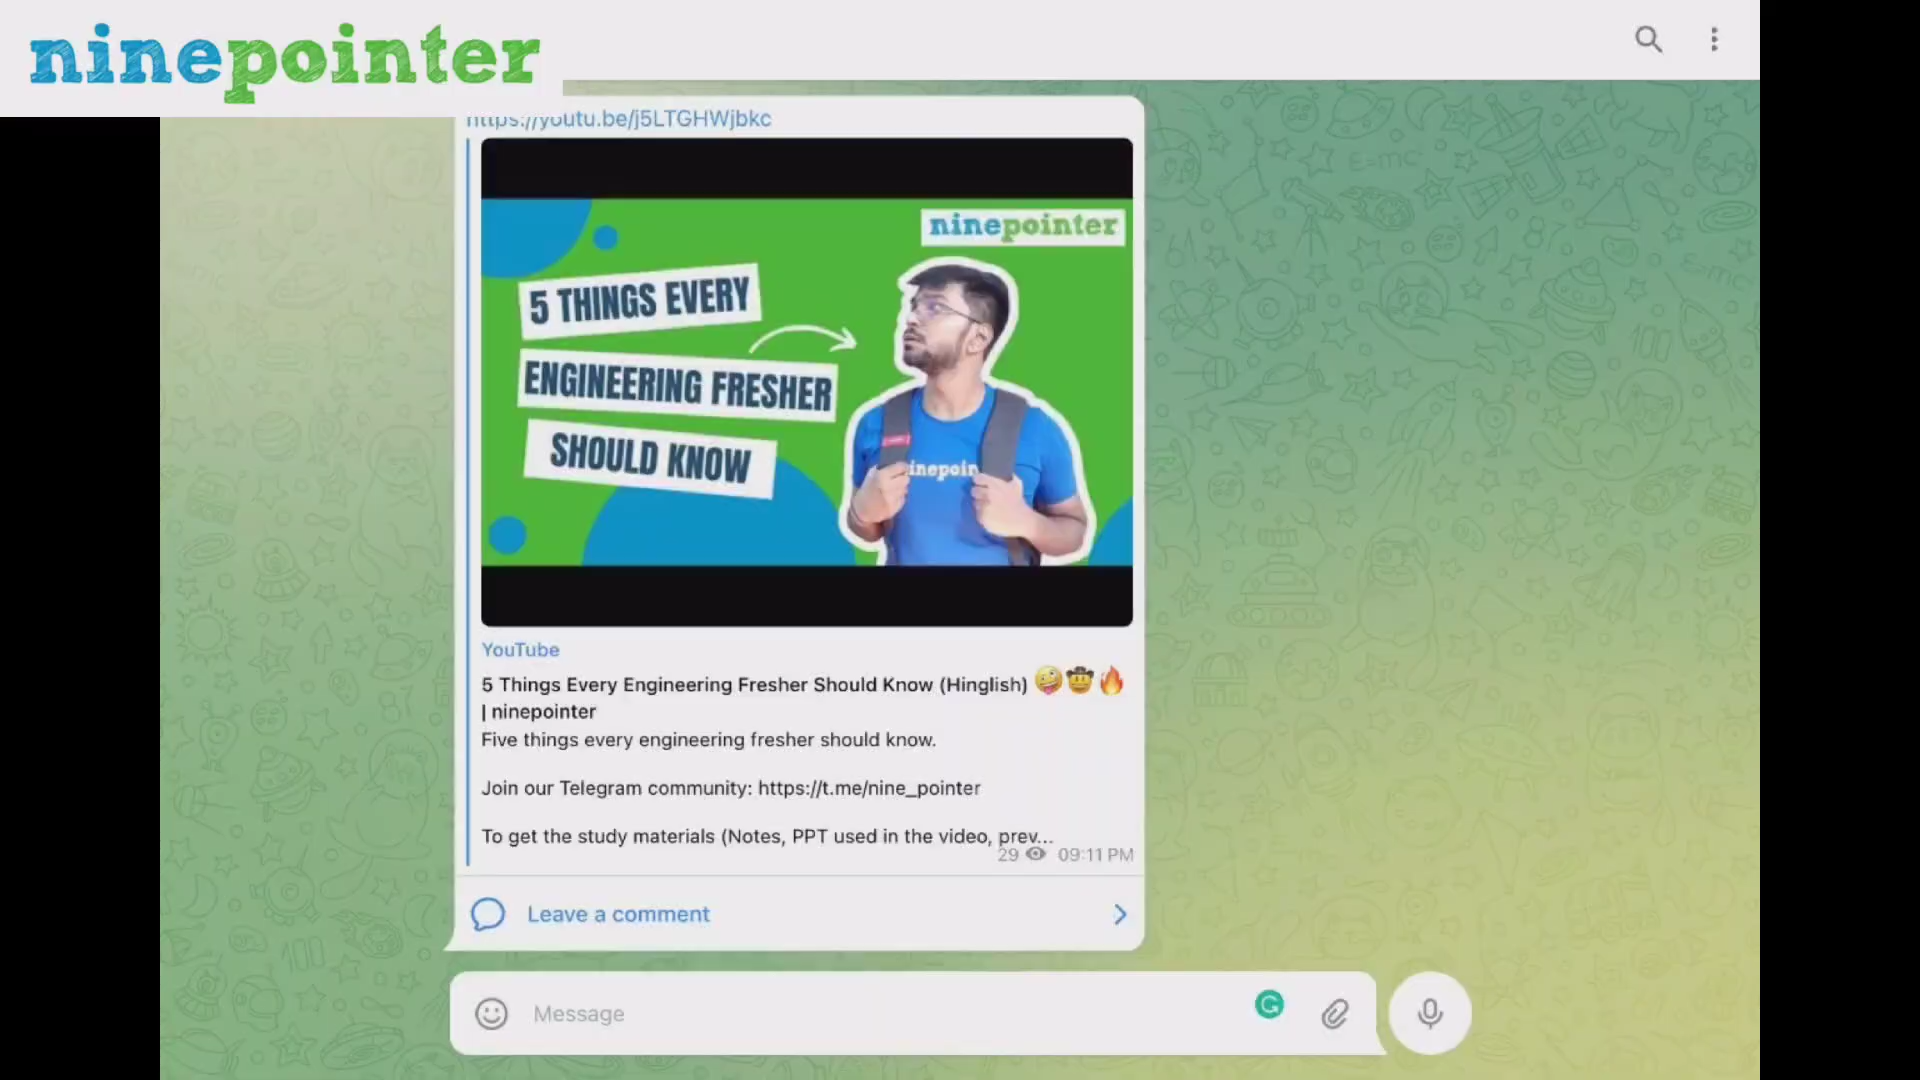 ninepointer
https://youtu.be/j5LTGHWjbkc
ninepointer
5 THINGS EVERY
ENGINEERING FRESHER
SHOULD KNOW
inepoin
YouTube
5 Things Every Engineering Fresher Should Know (Hinglish) 🤪🤠🔥
| ninepointer
Five things every engineering fresher should know.
Join our Telegram community: https://t.me/nine_pointer
To get the study materials (Notes, PPT used in the video, prev...
29 09:11 PM
Leave a comment
Message